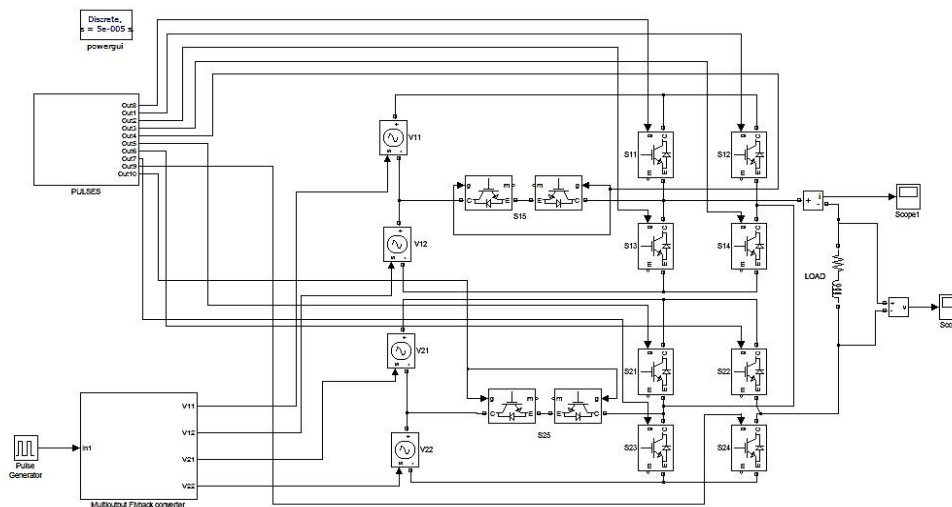 Discrete,
s = 5e-005 s.
powergui
Out8
Out1
Out2
Out3
Out4
Out5
Out6
Out7
Out9
Out10
PULSES
V11
V12
V21
V22
S11
S12
S13
S14
S15
S21
S22
S23
S24
S25
g
m
C
E
g
m
C
E
g
m
C
E
g
m
C
E
LOAD
Scope1
Sco
i
v
In1
V11
V12
V21
V22
Pulse
Generator
Multioutput Flyback converter